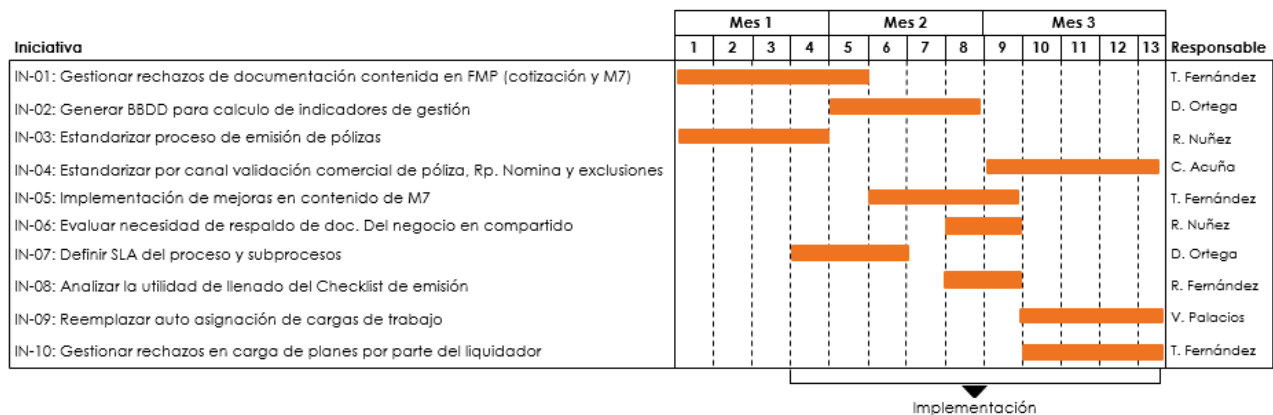 Mes 1 Mes 2 Mes 3
Iniciativa 1 2 3 4 5 6 7 8 9 10 11 12 13 Responsable
IN-01: Gestionar rechazos de documentación contenida en FMP (cotización y M7) T. Fernández
IN-02: Generar BBDD para calculo de indicadores de gestión D. Ortega
IN-03: Estandarizar proceso de emisión de pólizas R. Nuñez
IN-04: Estandarizar por canal validación comercial de póliza, Rp. Nomina y exclusiones C. Acuña
IN-05: Implementación de mejoras en contenido de M7 T. Fernández
IN-06: Evaluar necesidad de respaldo de doc. Del negocio en compartido R. Nuñez
IN-07: Definir SLA del proceso y subprocesos D. Ortega
IN-08: Analizar la utilidad de llenado del Checklist de emisión R. Fernández
IN-09: Reemplazar auto asignación de cargas de trabajo V. Palacios
IN-10: Gestionar rechazos en carga de planes por parte del liquidador T. Fernández
Implementación